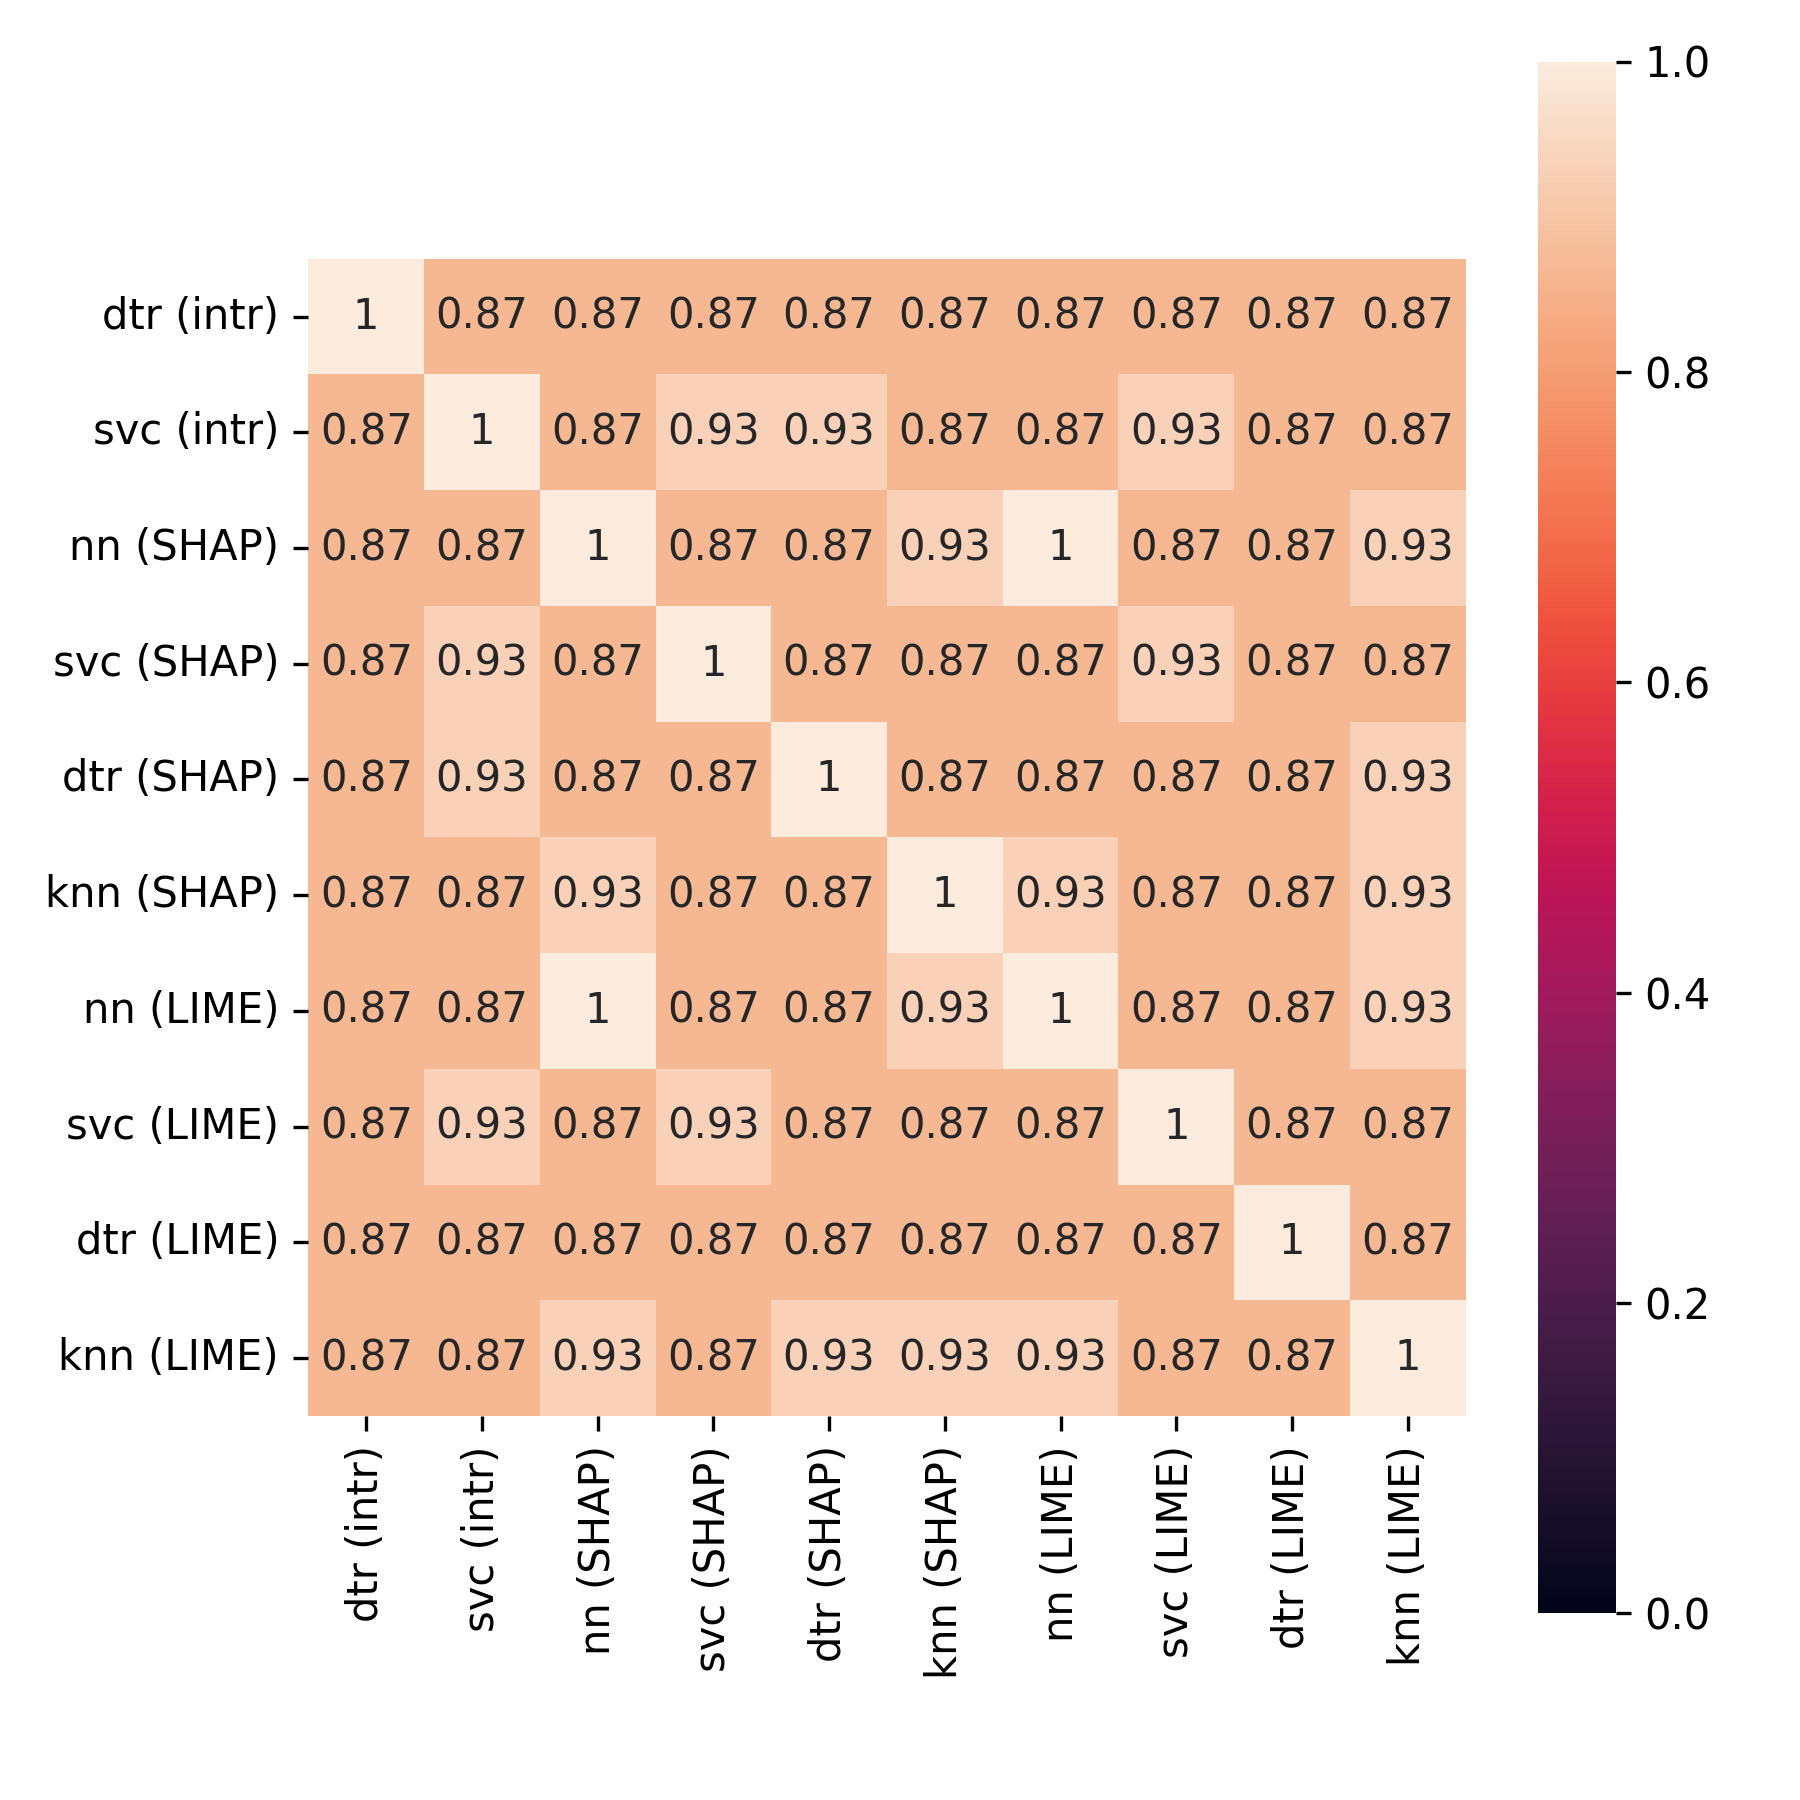 1.0
dtr (intr) 1 0.87 0.87 0.87 0.87 0.87 0.87 0.87 0.87 0.87
0.8
svc (intr) 0.87 1 0.87 0.93 0.93 0.87 0.87 0.93 0.87 0.87
nn (SHAP) 0.87 0.87 1 0.87 0.87 0.93 1 0.87 0.87 0.93
svc (SHAP) 0.87 0.93 0.87 1 0.87 0.87 0.87 0.93 0.87 0.87
0.6
dtr (SHAP) 0.87 0.93 0.87 0.87 1 0.87 0.87 0.87 0.87 0.93
knn (SHAP) 0.87 0.87 0.93 0.87 0.87 1 0.93 0.87 0.87 0.93
0.4
nn (LIME) 0.87 0.87 1 0.87 0.87 0.93 1 0.87 0.87 0.93
svc (LIME) 0.87 0.93 0.87 0.93 0.87 0.87 0.87 1 0.87 0.87
dtr (LIME) 0.87 0.87 0.87 0.87 0.87 0.87 0.87 0.87 1 0.87
0.2
knn (LIME) 0.87 0.87 0.93 0.87 0.93 0.93 0.93 0.87 0.87 1
0.0
dtr (intr)
svc (intr)
nn (SHAP)
svc (SHAP)
dtr (SHAP)
knn (SHAP)
nn (LIME)
svc (LIME)
dtr (LIME)
knn (LIME)